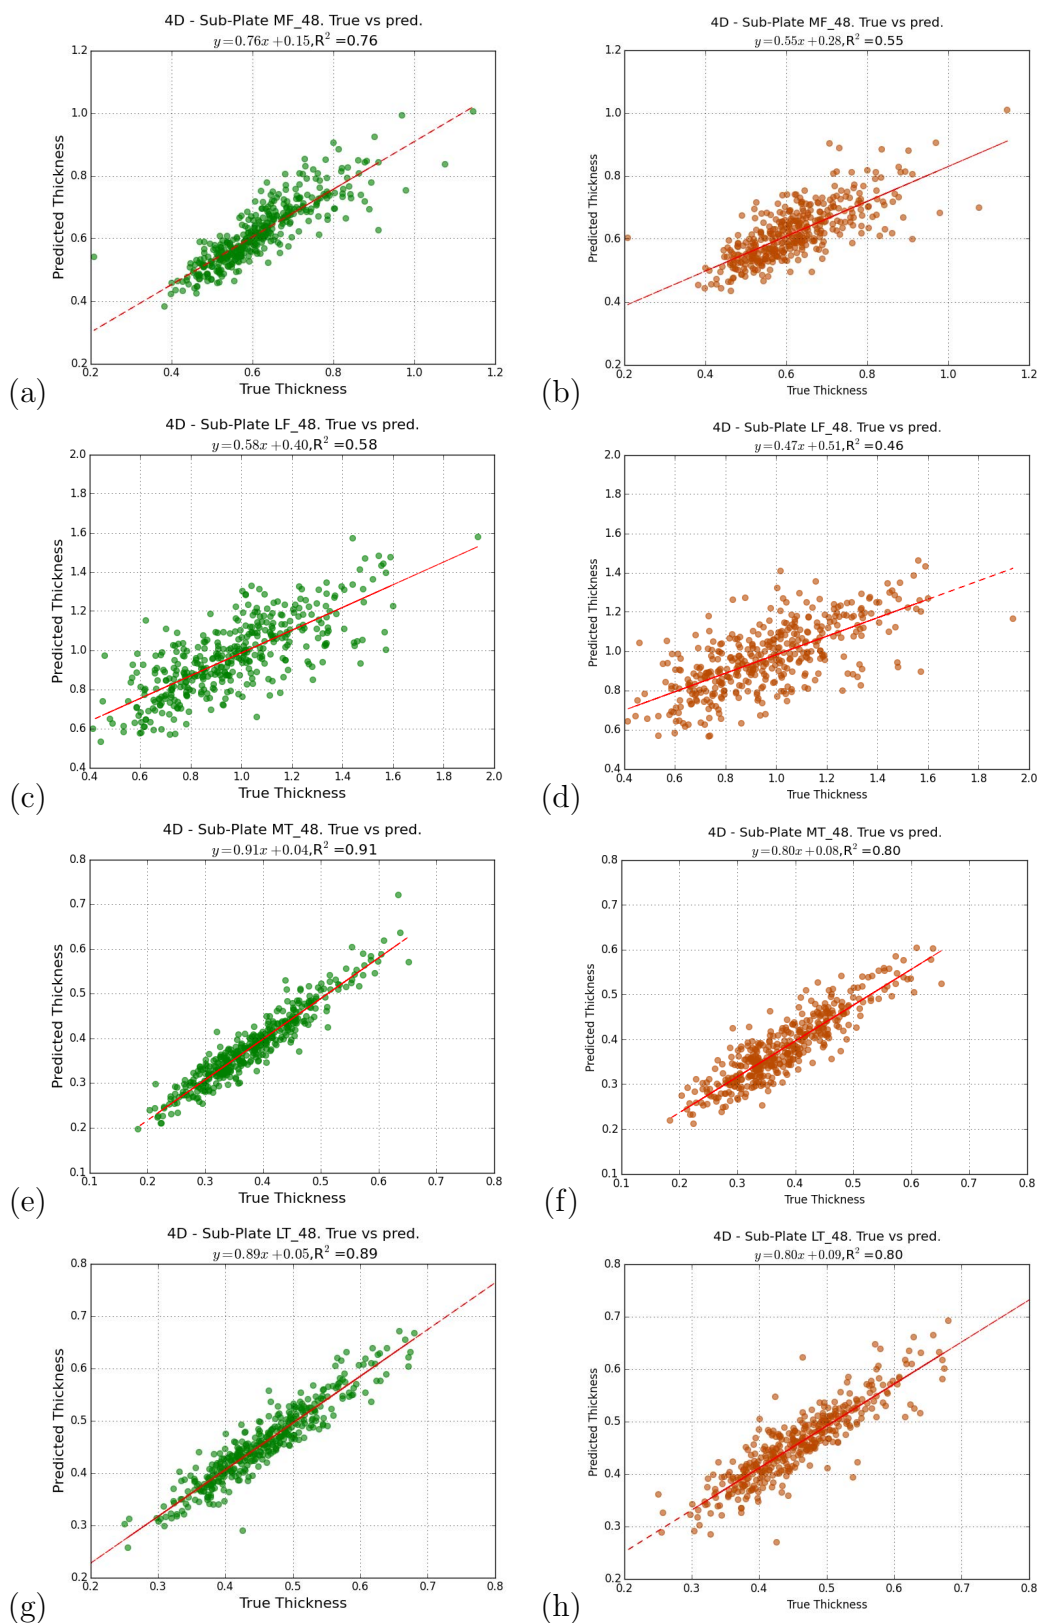 4D - Sub-Plate MF_48. True vs pred.
y=0.76x+0.15,R² =0.76
1.2
1.0
0.8
0.6
0.4
0.2
Predicted Thickness
0.2 0.4 0.6 0.8 1.0 1.2
True Thickness
(a)
4D - Sub-Plate MF_48. True vs pred.
y=0.55x+0.28,R² =0.55
1.2
1.0
0.8
0.6
0.4
0.2
Predicted Thickness
0.2 0.4 0.6 0.8 1.0 1.2
True Thickness
(b)
4D - Sub-Plate LF_48. True vs pred.
y=0.58x+0.40,R² =0.58
2.0
1.8
1.6
1.4
1.2
1.0
0.8
0.6
0.4
Predicted Thickness
0.4 0.6 0.8 1.0 1.2 1.4 1.6 1.8 2.0
True Thickness
(c)
4D - Sub-Plate LF_48. True vs pred.
y=0.47x+0.51,R² =0.46
2.0
1.8
1.6
1.4
1.2
1.0
0.8
0.6
0.4
Predicted Thickness
0.4 0.6 0.8 1.0 1.2 1.4 1.6 1.8 2.0
True Thickness
(d)
4D - Sub-Plate MT_48. True vs pred.
y=0.91x+0.04,R² =0.91
0.8
0.7
0.6
0.5
0.4
0.3
0.2
0.1
Predicted Thickness
0.1 0.2 0.3 0.4 0.5 0.6 0.7 0.8
True Thickness
(e)
4D - Sub-Plate MT_48. True vs pred.
y=0.80x+0.08,R² =0.80
0.8
0.7
0.6
0.5
0.4
0.3
0.2
0.1
Predicted Thickness
0.1 0.2 0.3 0.4 0.5 0.6 0.7 0.8
True Thickness
(f)
4D - Sub-Plate LT_48. True vs pred.
y=0.89x+0.05,R² =0.89
0.8
0.7
0.6
0.5
0.4
0.3
0.2
Predicted Thickness
0.2 0.3 0.4 0.5 0.6 0.7 0.8
True Thickness
(g)
4D - Sub-Plate LT_48. True vs pred.
y=0.80x+0.09,R² =0.80
0.8
0.7
0.6
0.5
0.4
0.3
0.2
Predicted Thickness
0.2 0.3 0.4 0.5 0.6 0.7 0.8
True Thickness
(h)